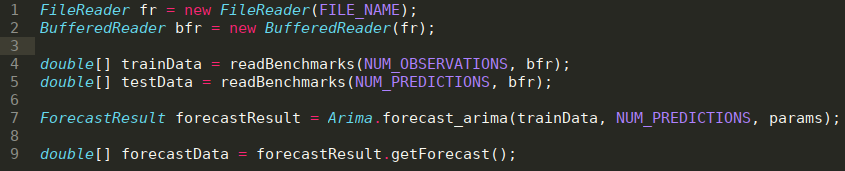 1 FileReader fr = new FileReader(FILE_NAME);
2 BufferedReader bfr = new BufferedReader(fr);
3
4 double[] trainData = readBenchmarks(NUM_OBSERVATIONS, bfr);
5 double[] testData = readBenchmarks(NUM_PREDICTIONS, bfr);
6
7 ForecastResult forecastResult = Arima.forecast_arima(trainData, NUM_PREDICTIONS, params);
8
9 double[] forecastData = forecastResult.getForecast();